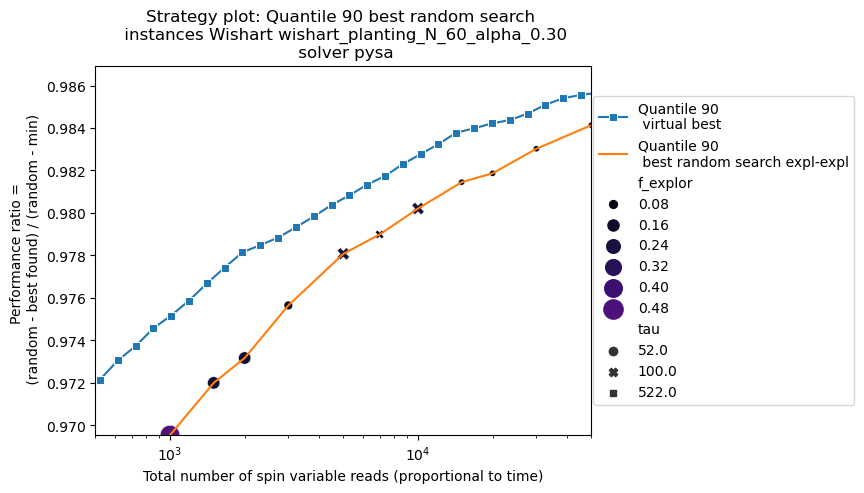 Strategy plot: Quantile 90 best random search
instances Wishart wishart_planting_N_60_alpha_0.30
solver pysa
Performance ratio =
(random - best found) / (random - min)
0.986
0.984
0.982
0.980
0.978
0.976
0.974
0.972
0.970
10³
10⁴
Total number of spin variable reads (proportional to time)
Quantile 90
virtual best
Quantile 90
best random search expl-expl
f_explor
0.08
0.16
0.24
0.32
0.40
0.48
tau
52.0
100.0
522.0